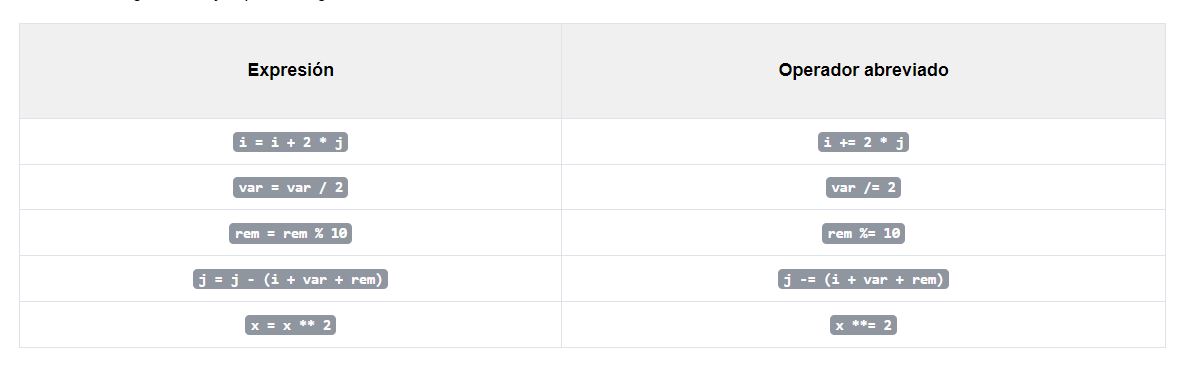 Expresión Operador abreviado
i = i + 2 * j i += 2 * j
var = var / 2 var /= 2
rem = rem % 10 rem %= 10
j = j - (i + var + rem) j -= (i + var + rem)
x = x ** 2 x **= 2